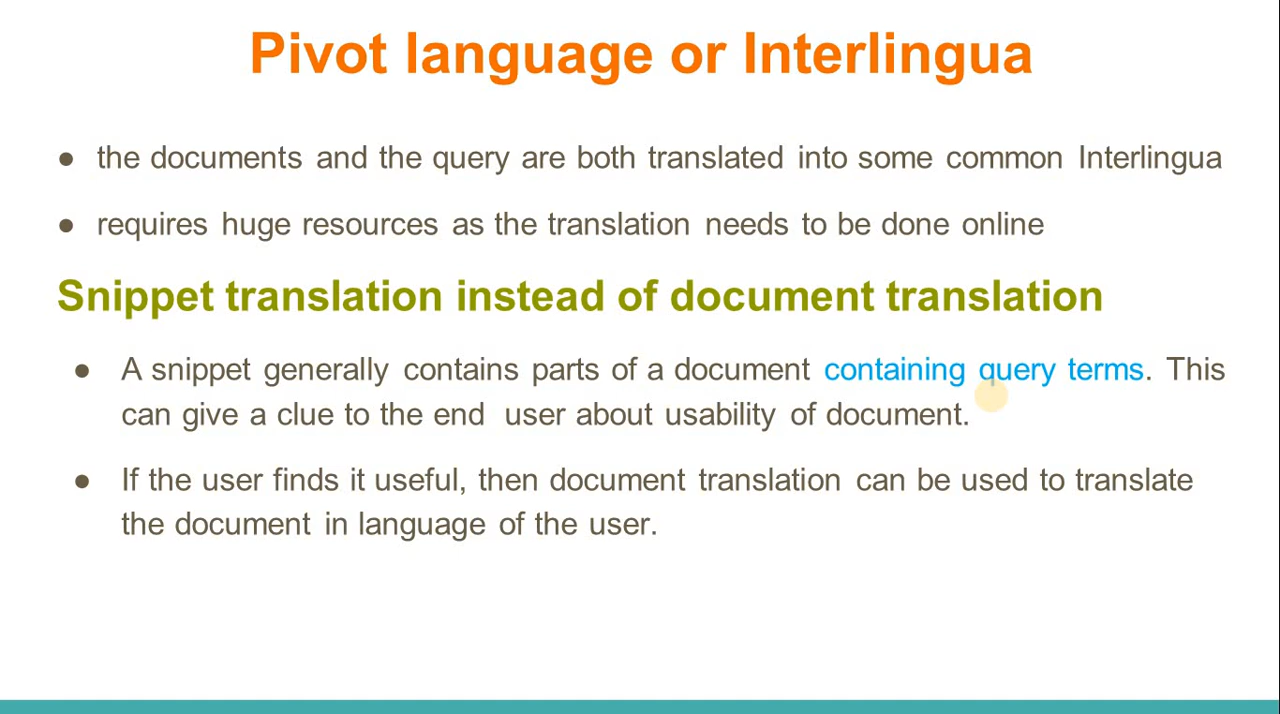 Pivot language or Interlingua
● the documents and the query are both translated into some common Interlingua
● requires huge resources as the translation needs to be done online
Snippet translation instead of document translation
● A snippet generally contains parts of a document containing query terms. This
can give a clue to the end user about usability of document.
● If the user finds it useful, then document translation can be used to translate
the document in language of the user.